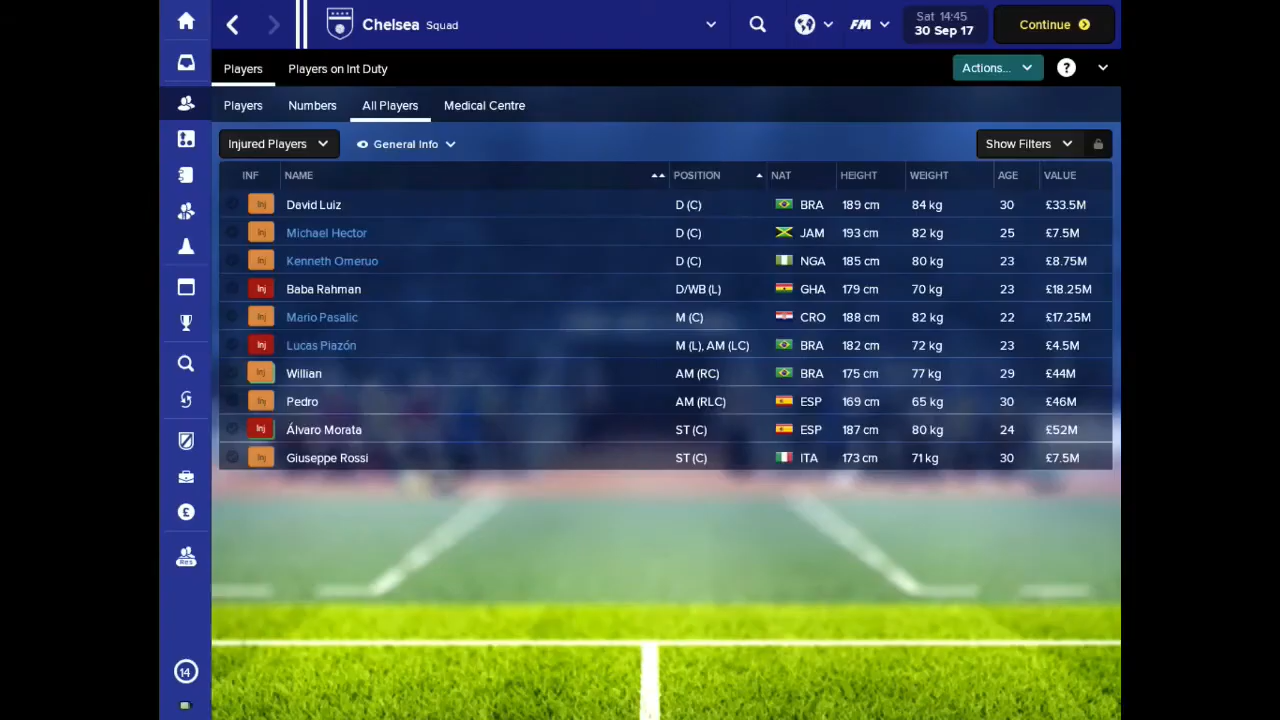 Chelsea Squad
FM
Sat 14:45
30 Sep 17
Continue
Players Players on Int Duty
Actions...
?
Players Numbers All Players Medical Centre
Injured Players General Info Show Filters
INF NAME POSITION NAT HEIGHT WEIGHT AGE VALUE
Inj David Luiz D (C) BRA 189 cm 84 kg 30 £33.5M
Inj Michael Hector D (C) JAM 193 cm 82 kg 25 £7.5M
Inj Kenneth Omeruo D (C) NGA 185 cm 80 kg 23 £8.75M
Inj Baba Rahman D/WB (L) GHA 179 cm 70 kg 23 £18.25M
Inj Mario Pasalic M (C) CRO 188 cm 82 kg 22 £17.25M
Inj Lucas Piazón M (L), AM (LC) BRA 182 cm 72 kg 23 £4.5M
Inj Willian AM (RC) BRA 175 cm 77 kg 29 £44M
Inj Pedro AM (RLC) ESP 169 cm 65 kg 30 £46M
Inj Álvaro Morata ST (C) ESP 187 cm 80 kg 24 £52M
Inj Giuseppe Rossi ST (C) ITA 173 cm 71 kg 30 £7.5M
£
14